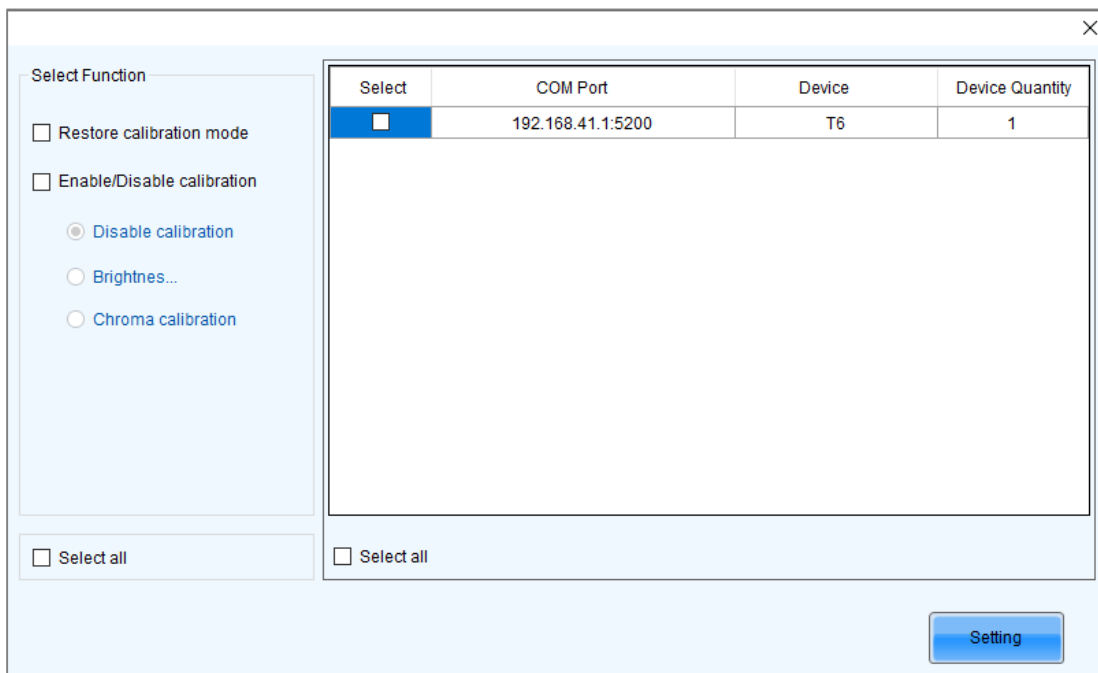 Select Function
Restore calibration mode
Enable/Disable calibration
Disable calibration
Brightnes...
Chroma calibration
Select all
Select COM Port Device Device Quantity
192.168.41.1:5200 T6 1
Select all
Setting